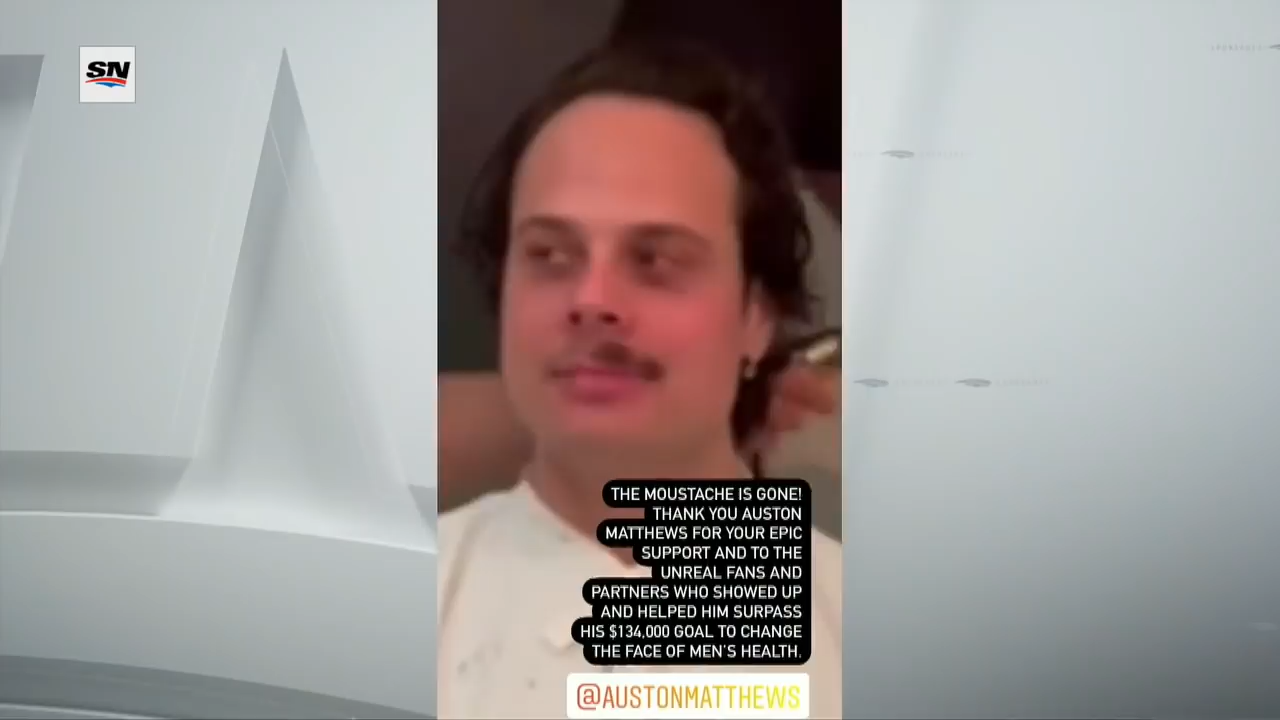 SN
THE MOUSTACHE IS GONE!
THANK YOU AUSTON
MATTHEWS FOR YOUR EPIC
SUPPORT AND TO THE
UNREAL FANS AND
PARTNERS WHO SHOWED UP
AND HELPED HIM SURPASS
HIS $134,000 GOAL TO CHANGE
THE FACE OF MEN'S HEALTH.
@AUSTONMATTHEWS